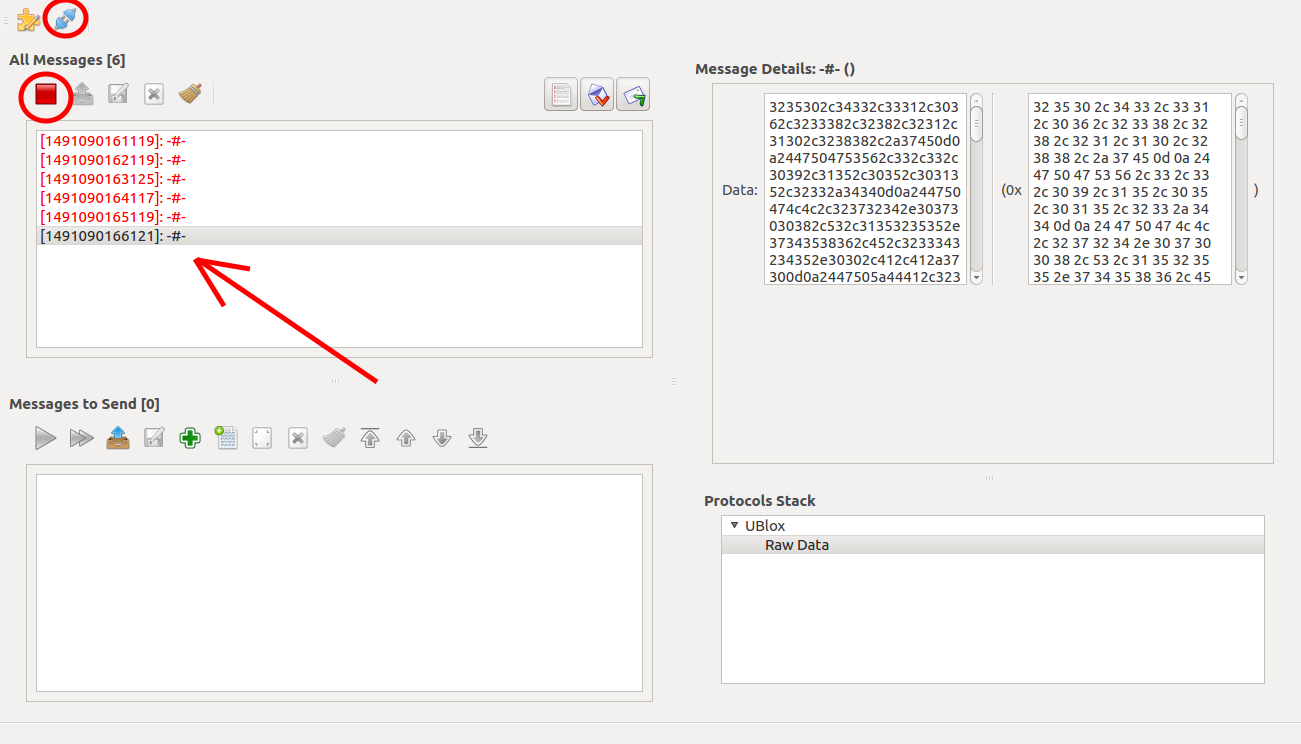 All Messages [6]
[1491090161119]: -#-
[1491090162119]: -#-
[1491090163125]: -#-
[1491090164117]: -#-
[1491090165119]: -#-
[1491090166121]: -#-
Messages to Send [0]
Message Details: -#- ()
Data:
3235302c34332c33312c303
62c3233382c32382c32312c
31302c3238382c2a37450d0
a2447504753562c332c332c
30392c31352c30352c30313
52c32332a34340d0a244750
474c4c2c323732342e30373
030382c532c31353235352e
37343538362c452c3233343
234352e30302c412c412a37
300d0a2447505a44412c323
(0x
32 35 30 2c 34 33 2c 33 31
2c 30 36 2c 32 33 38 2c 32
38 2c 32 31 2c 31 30 2c 32
38 38 2c 2a 37 45 0d 0a 24
47 50 47 53 56 2c 33 2c 33
2c 30 39 2c 31 35 2c 30 35
2c 30 31 35 2c 32 33 2a 34
34 0d 0a 24 47 50 47 4c 4c
2c 32 37 32 34 2e 30 37 30
30 38 2c 53 2c 31 35 32 35
35 2e 37 34 35 38 36 2c 45
)
Protocols Stack
UBlox
Raw Data